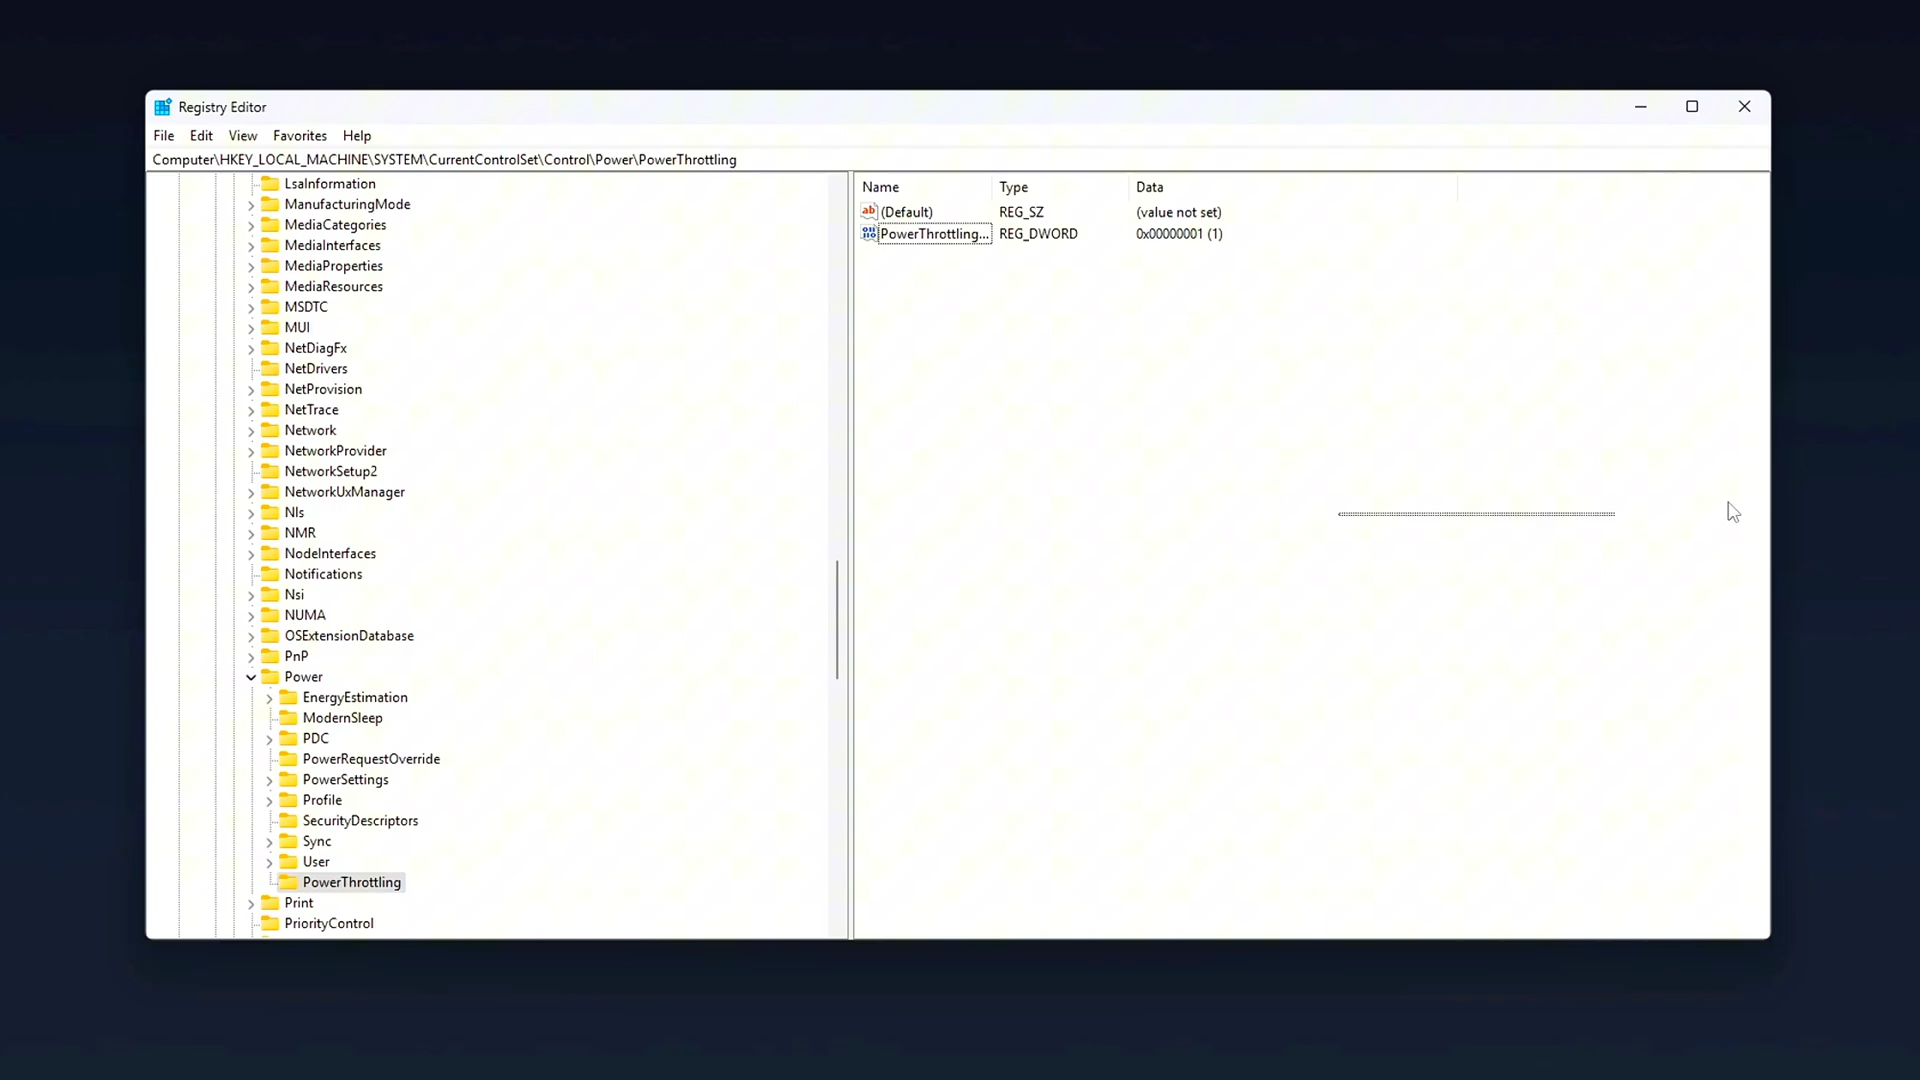 Registry Editor
File Edit View Favorites Help
Computer\HKEY_LOCAL_MACHINE\SYSTEM\CurrentControlSet\Control\Power\PowerThrottling
LsaInformation
ManufacturingMode
MediaCategories
MediaInterfaces
MediaProperties
MediaResources
MSDTC
MUI
NetDiagFx
NetDrivers
NetProvision
NetTrace
Network
NetworkProvider
NetworkSetup2
NetworkUxManager
Nls
NMR
NodeInterfaces
Notifications
Nsi
NUMA
OSExtensionDatabase
PnP
Power
EnergyEstimation
ModernSleep
PDC
PowerRequestOverride
PowerSettings
Profile
SecurityDescriptors
Sync
User
PowerThrottling
Print
PriorityControl
Name Type Data
(Default) REG_SZ (value not set)
PowerThrottling... REG_DWORD 0x00000001 (1)